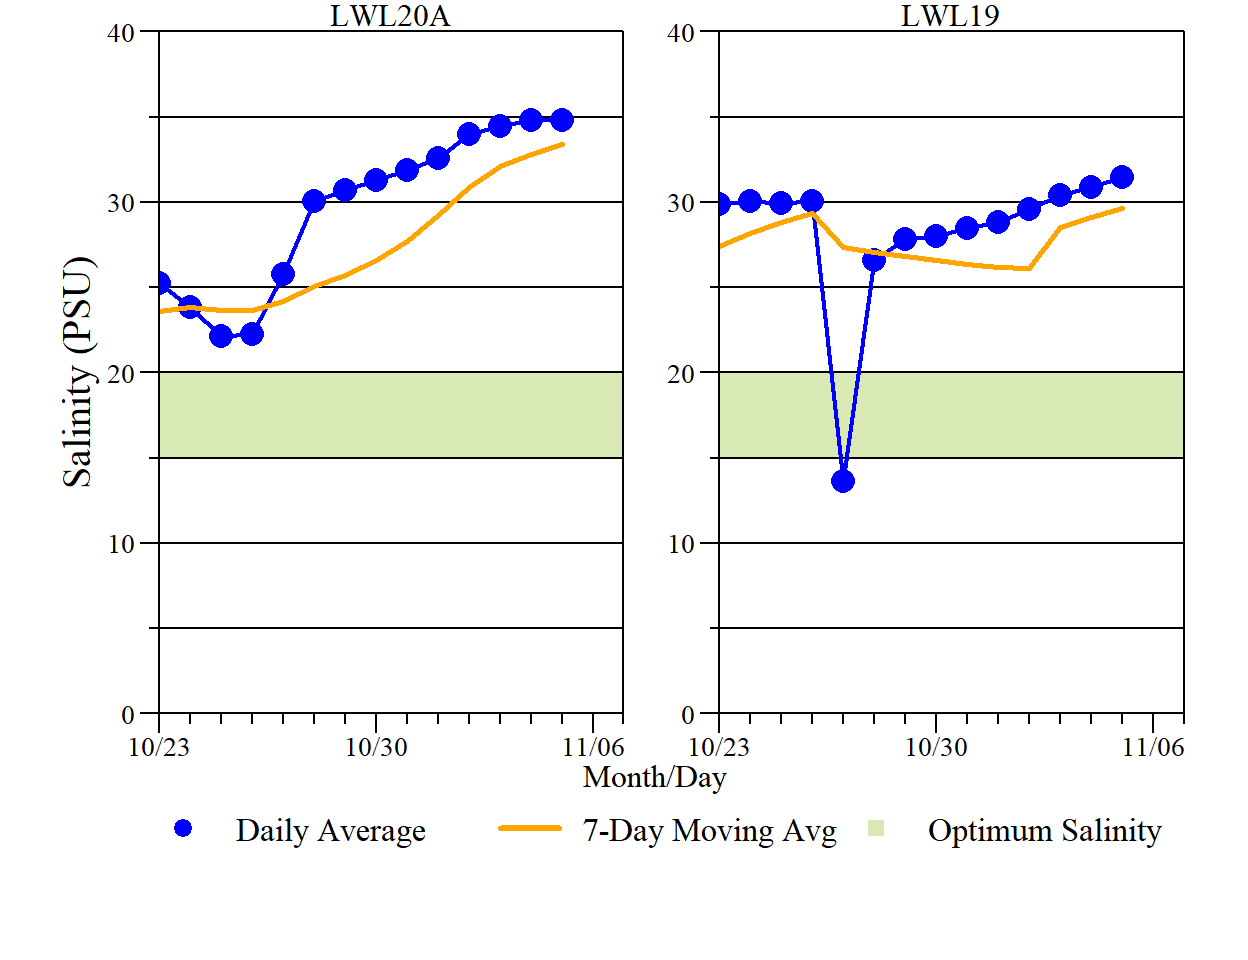 LWL20A
LWL19
40
30
20
10
0
40
30
20
10
0
Salinity (PSU)
10/23
10/30
11/06
10/23
10/30
11/06
Month/Day
Daily Average
7-Day Moving Avg
Optimum Salinity